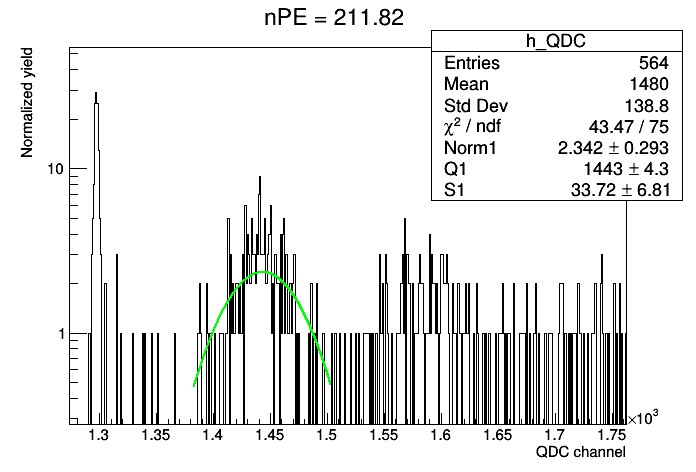 nPE = 211.82
h_QDC
Entries 564
Mean 1480
Std Dev 138.8
χ² / ndf 43.47 / 75
Norm1 2.342 ± 0.293
Q1 1443 ± 4.3
S1 33.72 ± 6.81
Normalized yield
10
1
1.3 1.35 1.4 1.45 1.5 1.55 1.6 1.65 1.7 1.75
×10³
QDC channel